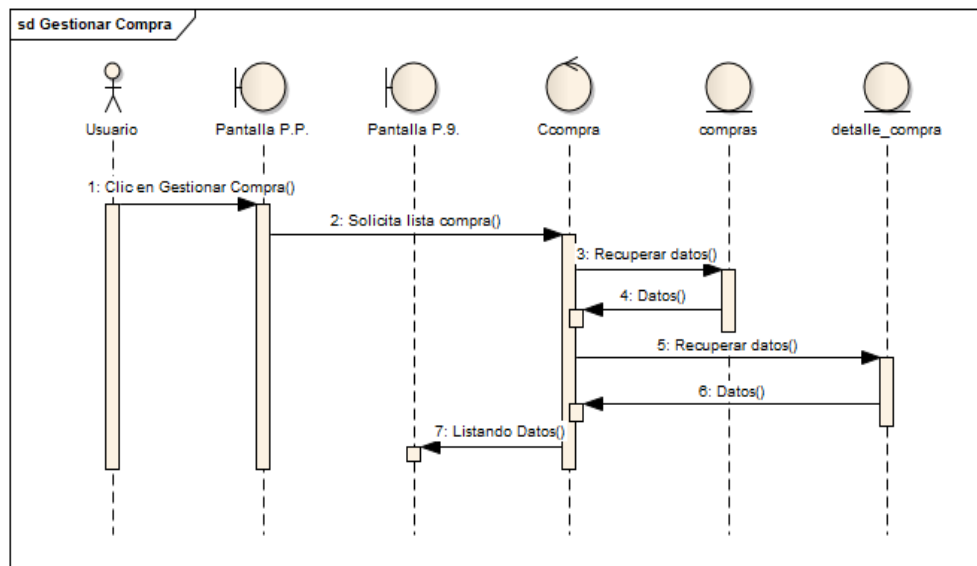 sd Gestionar Compra
Usuario
Pantalla P.P.
Pantalla P.9.
Ccompra
compras
detalle_compra
1: Clic en Gestionar Compra()
2: Solicita lista compra()
3: Recuperar datos()
4: Datos()
5: Recuperar datos()
6: Datos()
7: Listando Datos()